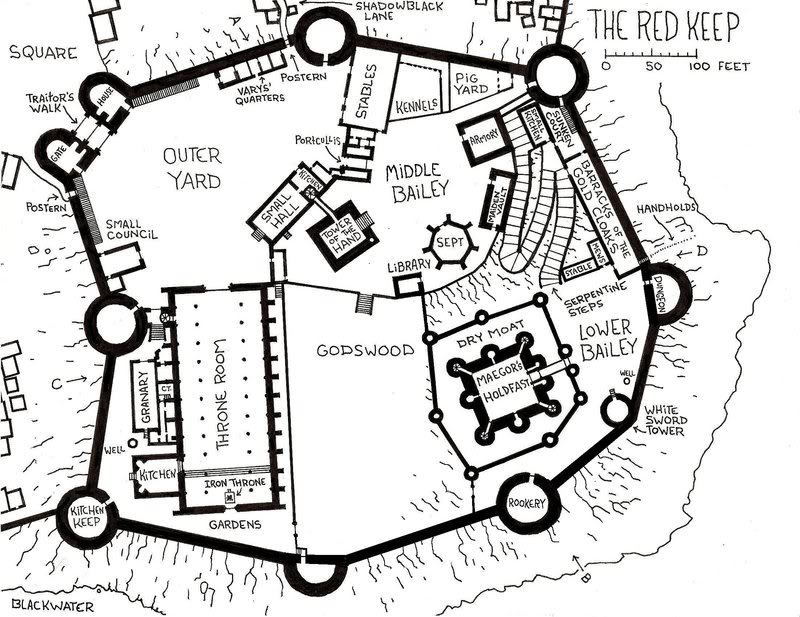 SHADOWBLACK
LANE
THE RED KEEP
0 50 100 FEET
SQUARE
A
POSTERN
VARYS'
QUARTERS
STABLES
KENNELS
PIG
YARD
TRAITOR'S
WALK
HOUSE
GATE
POSTERN
OUTER
YARD
PORTCULLIS
KITCHEN
SMALL
HALL
TOWER
OF THE
HAND
MIDDLE
BAILEY
ARMORY
SMALL
KITCHEN
SUNKEN
COURT
BARRACKS OF THE
GOLD CLOAKS
MAIDEN
VAULT
SEPT
LIBRARY
MEWS
STABLE
SERPENTINE
STEPS
HANDHOLDS
D
DUNGEON
SMALL
COUNCIL
D
LOWER
BAILEY
GODSWOOD
DRY MOAT
MAEGOR'S
HOLDFAST
WELL
WHITE
SWORD
TOWER
THRONE ROOM
GRANARY
CT.
C
WELL
KITCHEN
IRON THRONE
KITCHEN
KEEP
GARDENS
ROOKERY
B
BLACKWATER